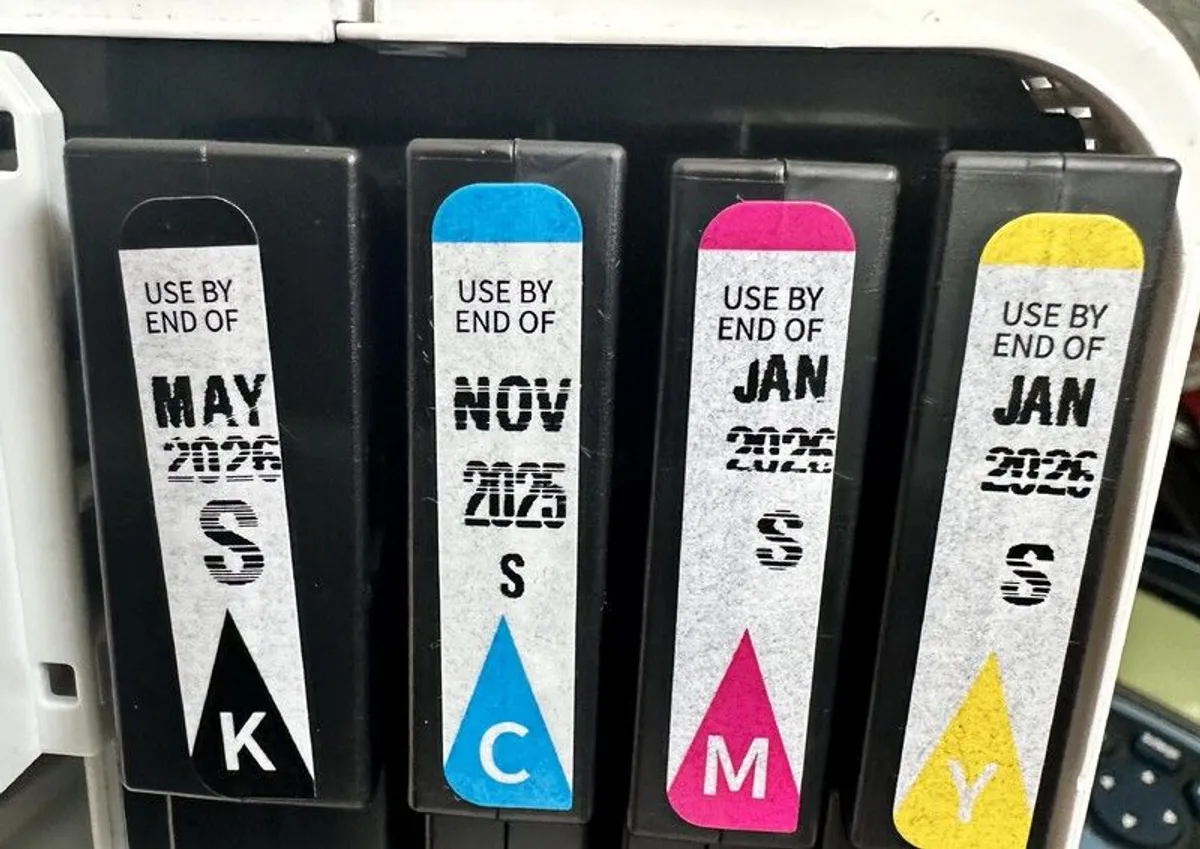 USE BY
END OF
MAY
2026
S
K
USE BY
END OF
NOV
2025
S
C
USE BY
END OF
JAN
2026
S
M
USE BY
END OF
JAN
2026
S
Y